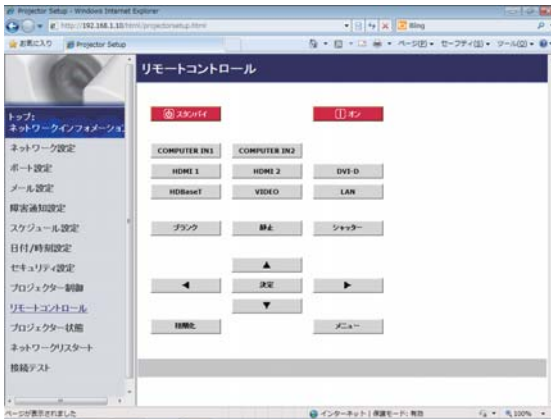 Projector Setup - Windows Internet Explorer
http://192.168.1.10/html/projectorsetup.html
Bing
お気に入り
Projector Setup
ページ(P)
セーフティ(S)
ツール(O)
リモートコントロール
スタンバイ
オン
トップ:
ネットワークインフォメーション
ネットワーク設定
ポート設定
メール設定
障害通知設定
スケジュール設定
日付/時刻設定
セキュリティ設定
プロジェクター制御
リモートコントロール
プロジェクター状態
ネットワークリスタート
接続テスト
COMPUTER IN1
COMPUTER IN2
HDMI 1
HDMI 2
DVI-D
HDBaseT
VIDEO
LAN
ブランク
静止
シャッター
▲
◀
決定
▶
▼
初期化
メニュー
ページが表示されました
インターネット | 保護モード: 無効
100%